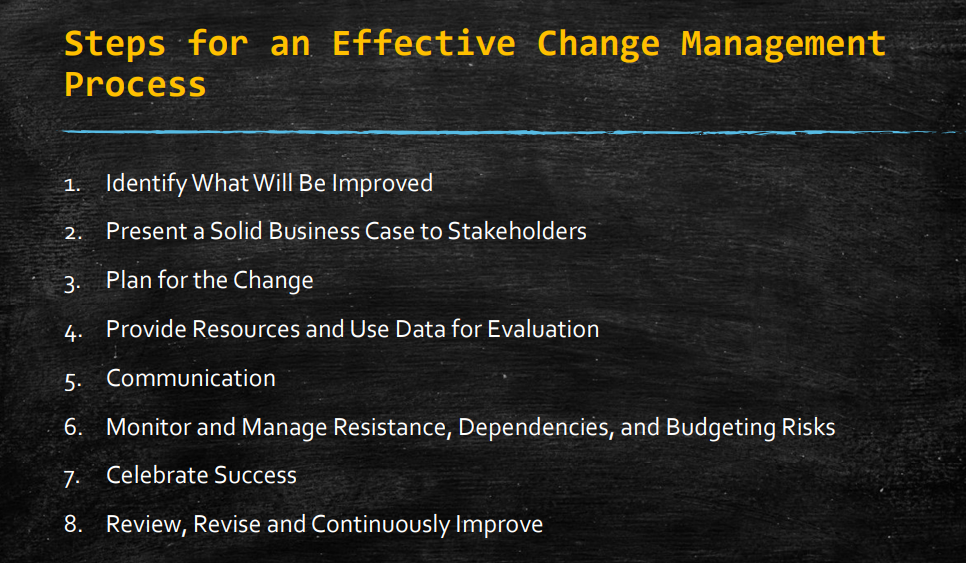 Steps for an Effective Change Management
Process
1. Identify What Will Be Improved
2. Present a Solid Business Case to Stakeholders
3. Plan for the Change
4. Provide Resources and Use Data for Evaluation
5. Communication
6. Monitor and Manage Resistance, Dependencies, and Budgeting Risks
7. Celebrate Success
8. Review, Revise and Continuously Improve